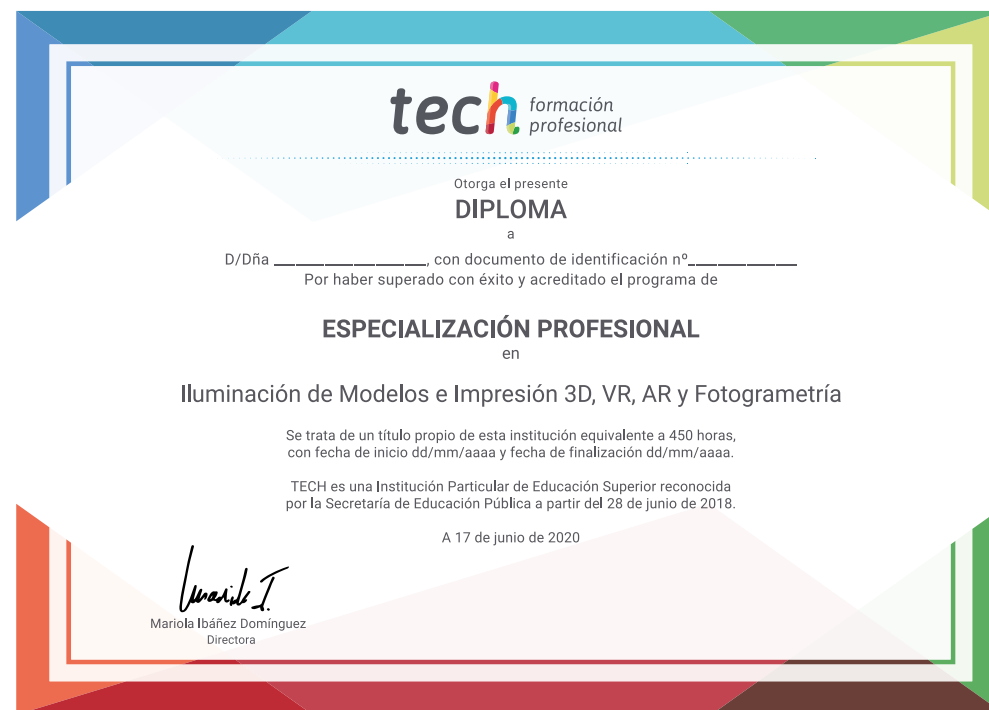 tech formación
profesional
Otorga el presente
DIPLOMA
a
D/Dña ______________, con documento de identificación nº__________
Por haber superado con éxito y acreditado el programa de
ESPECIALIZACIÓN PROFESIONAL
en
Iluminación de Modelos e Impresión 3D, VR, AR y Fotogrametría
Se trata de un título propio de esta institución equivalente a 450 horas,
con fecha de inicio dd/mm/aaaa y fecha de finalización dd/mm/aaaa.
TECH es una Institución Particular de Educación Superior reconocida
por la Secretaría de Educación Pública a partir del 28 de junio de 2018.
A 17 de junio de 2020
Mariola Ibáñez Domínguez
Directora